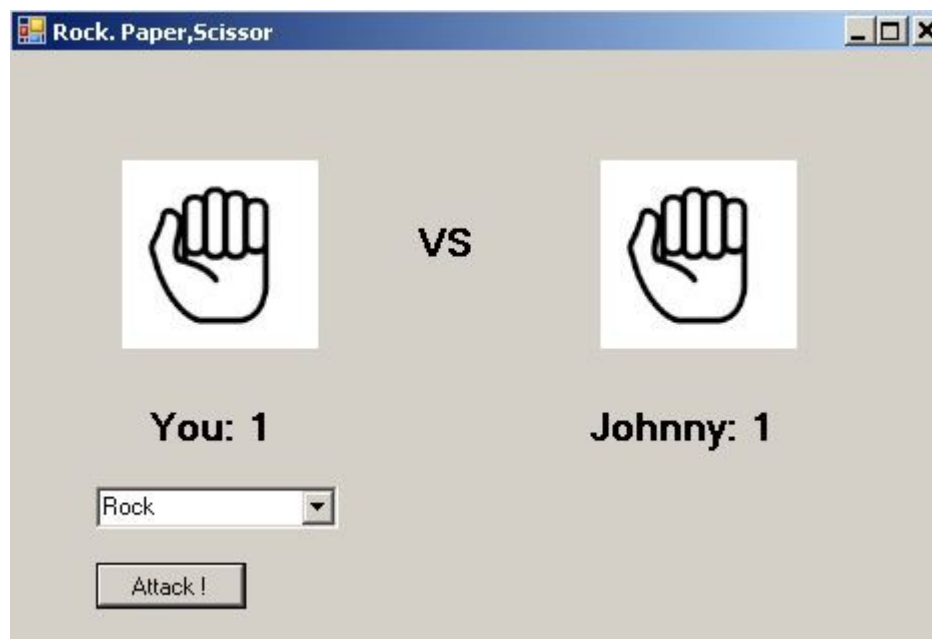 Rock. Paper,Scissor
VS
You: 1
Johnny: 1
Rock
Attack !